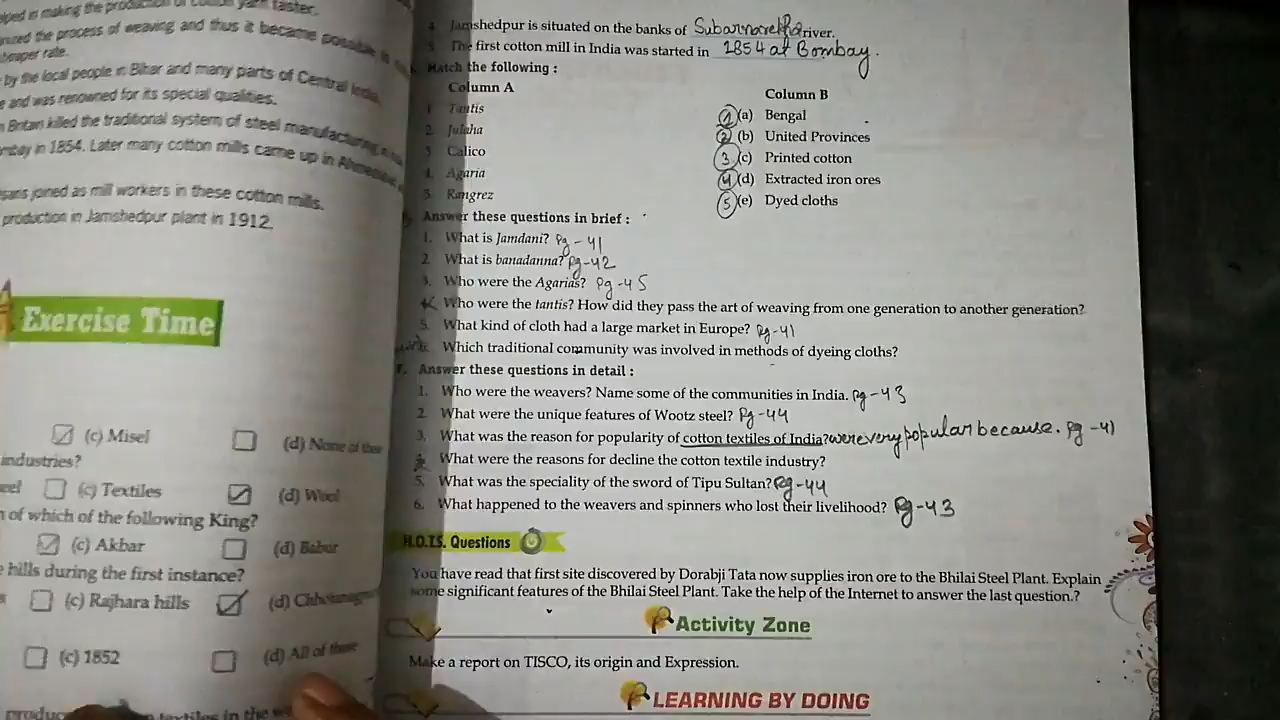 elped in making the production of cotton yarn faster.
the process of weaving and thus it became possible
cheaper rate.
by the local people in Bihar and many parts of Central India
e and was renowned for its special qualities.
n Britain killed the traditional system of steel manufacturing
mbay in 1854. Later many cotton mills came up in Ahmedabad
sans joined as mill workers in these cotton mills.
production in Jamshedpur plant in 1912.
Exercise Time
(c) Misel (d) None of these
industries?
eel (c) Textiles (d) Wool
n of which of the following King?
(c) Akbar (d) Babur
e hills during the first instance?
(c) Rajhara hills (d)
(c) 1852 (d) All of these
textiles in the
4. Jamshedpur is situated on the banks of Subarnarekha river.
5. The first cotton mill in India was started in 1854 at Bombay.
Match the following :
Column A
Column B
1. Tantis
1 (a) Bengal
2. Julaha
2 (b) United Provinces
3. Calico
3 (c) Printed cotton
4. Agaria
4 (d) Extracted iron ores
5. Rangrez
5 (e) Dyed cloths
Answer these questions in brief :
1. What is Jamdani? Pg-41
2. What is banadanna? Pg-42
3. Who were the Agarias? Pg-45
Who were the tantis? How did they pass the art of weaving from one generation to another generation?
5. What kind of cloth had a large market in Europe? Pg-41
Which traditional community was involved in methods of dyeing cloths?
F. Answer these questions in detail :
1. Who were the weavers? Name some of the communities in India. Pg-43
2. What were the unique features of Wootz steel? Pg-44
3. What was the reason for popularity of cotton textiles of India? were very popular because. Pg-41
What were the reasons for decline the cotton textile industry?
5. What was the speciality of the sword of Tipu Sultan? Pg-44
6. What happened to the weavers and spinners who lost their livelihood? Pg-43
H.O.T.S. Questions
You have read that first site discovered by Dorabji Tata now supplies iron ore to the Bhilai Steel Plant. Explain
some significant features of the Bhilai Steel Plant. Take the help of the Internet to answer the last question.?
Activity Zone
Make a report on TISCO, its origin and Expression.
LEARNING BY DOING